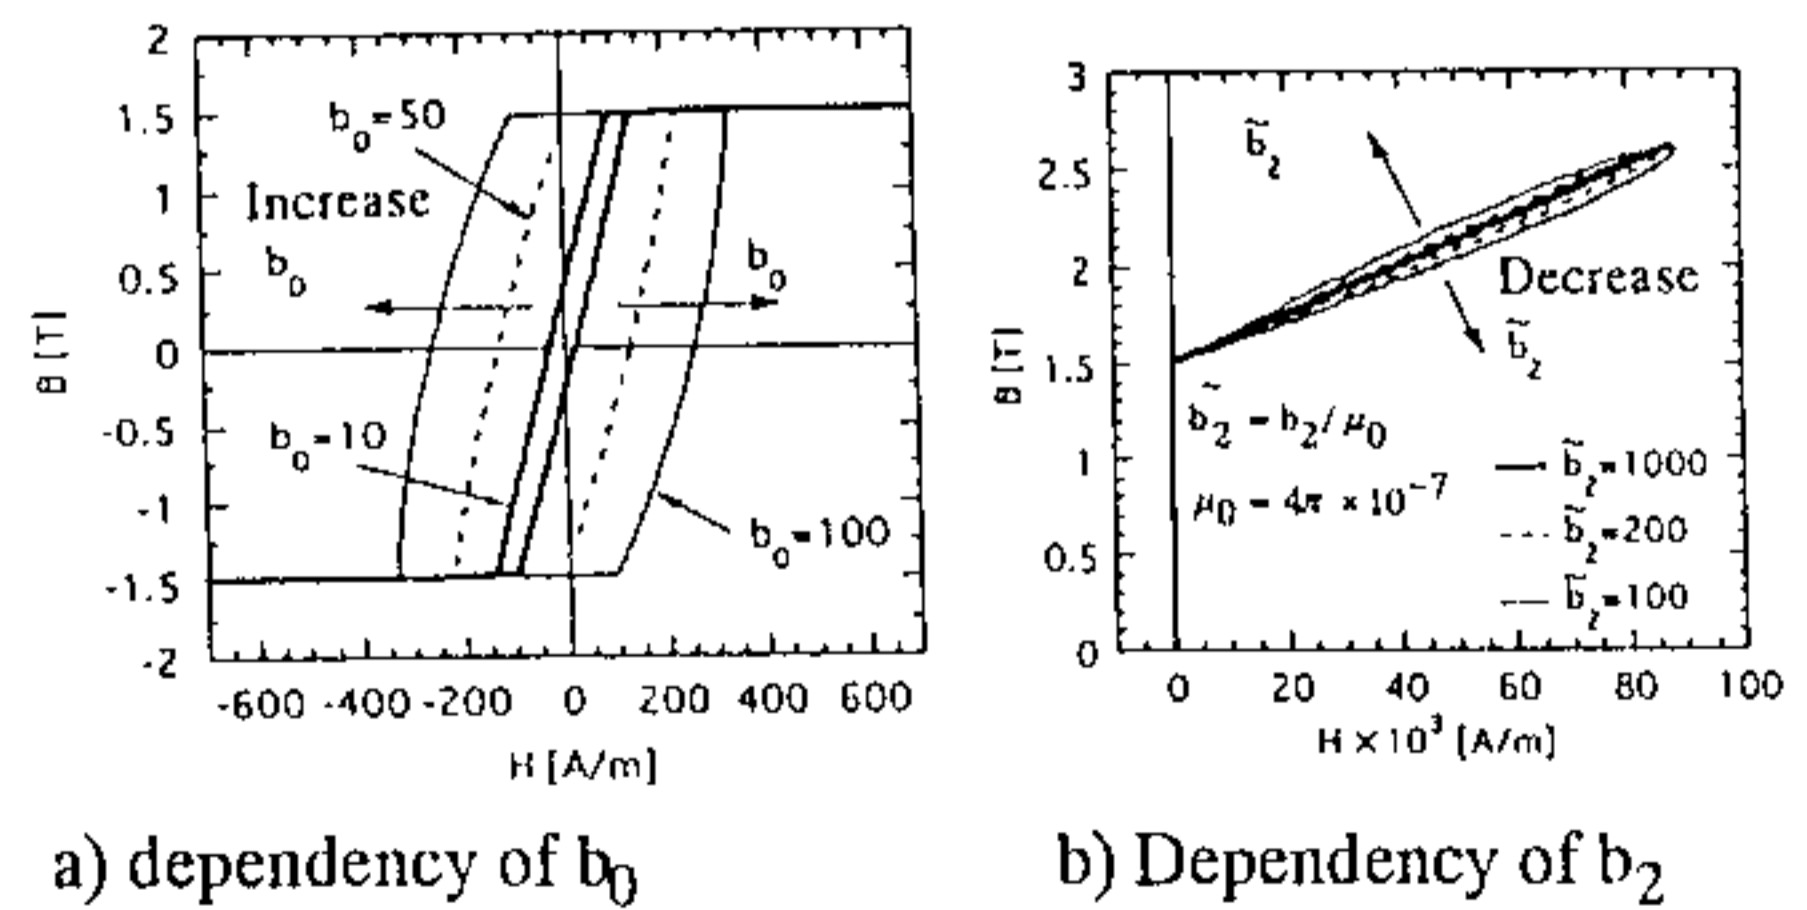 2
1.5
1
0.5
0
-0.5
-1
-1.5
-2
B [T]
b₀=50
Increase
b₀
b₀
b₀=10
b₀=100
-600 -400 -200 0 200 400 600
H [A/m]
a) dependency of b₀
3
2.5
2
1.5
1
0.5
0
B [T]
b̃₂
Decrease
b̃₂
b̃₂ = b₂/μ₀
μ₀ = 4π × 10⁻⁷
b̃₂=1000
b̃₂=200
b̃₂=100
0 20 40 60 80 100
H × 10³ [A/m]
b) Dependency of b₂